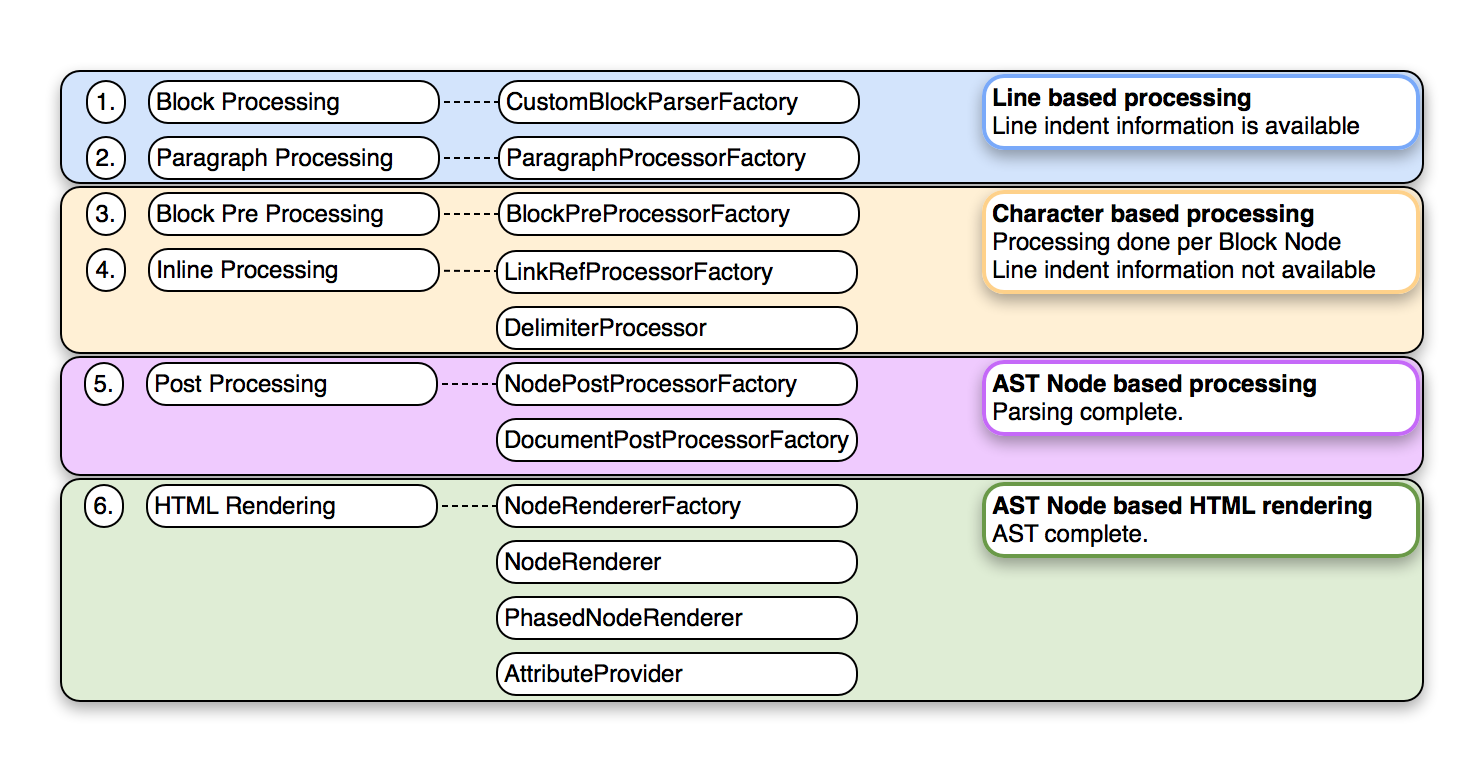 1. Block Processing CustomBlockParserFactory
Line based processing
Line indent information is available
2. Paragraph Processing ParagraphProcessorFactory
3. Block Pre Processing BlockPreProcessorFactory
Character based processing
Processing done per Block Node
Line indent information not available
4. Inline Processing LinkRefProcessorFactory
DelimiterProcessor
5. Post Processing NodePostProcessorFactory
AST Node based processing
Parsing complete.
DocumentPostProcessorFactory
6. HTML Rendering NodeRendererFactory
AST Node based HTML rendering
AST complete.
NodeRenderer
PhasedNodeRenderer
AttributeProvider